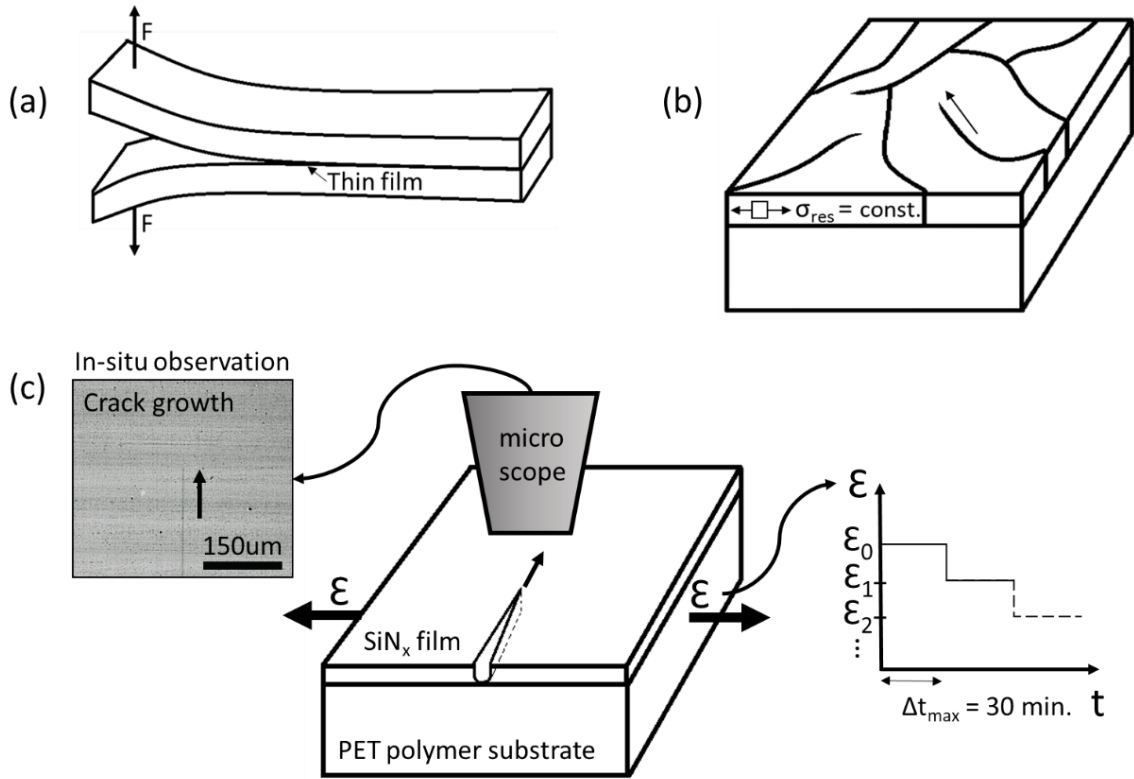 (a)
F
Thin film
F
(b)
σres = const.
(c)
In-situ observation
Crack growth
150um
micro
scope
ε
ε
SiNx film
PET polymer substrate
ε
ε0
ε1
ε2
...
t
Δtmax = 30 min.